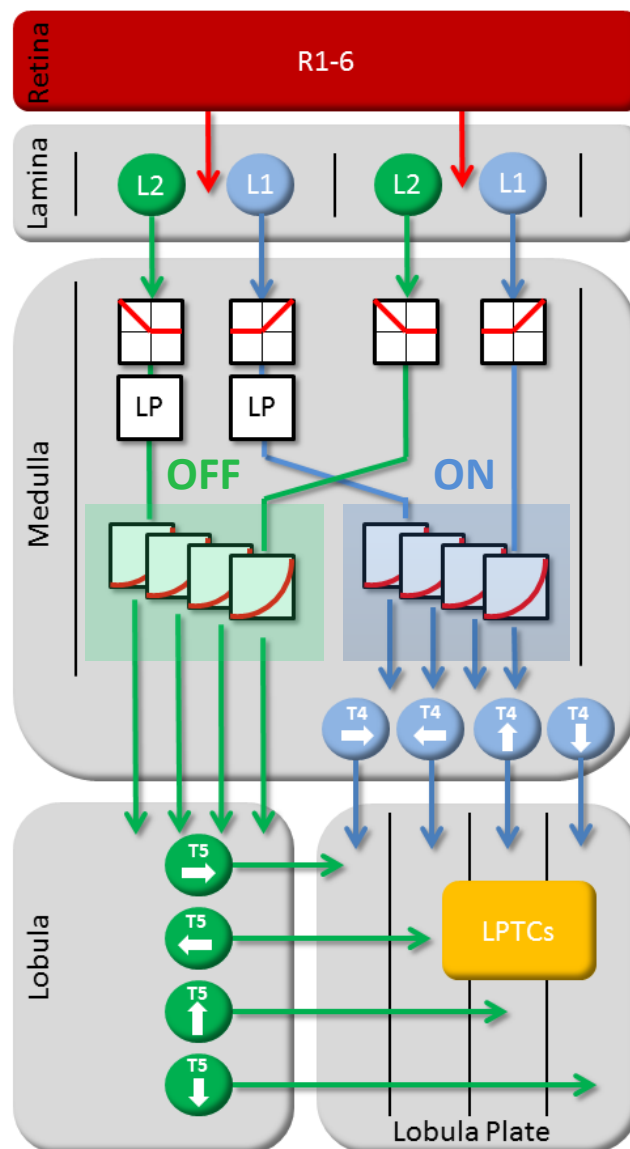 Retina
R1-6
Lamina
L2
L1
L2
L1
Medulla
LP
LP
OFF
ON
T4
T4
T4
T4
Lobula
T5
T5
T5
T5
LPTCs
Lobula Plate